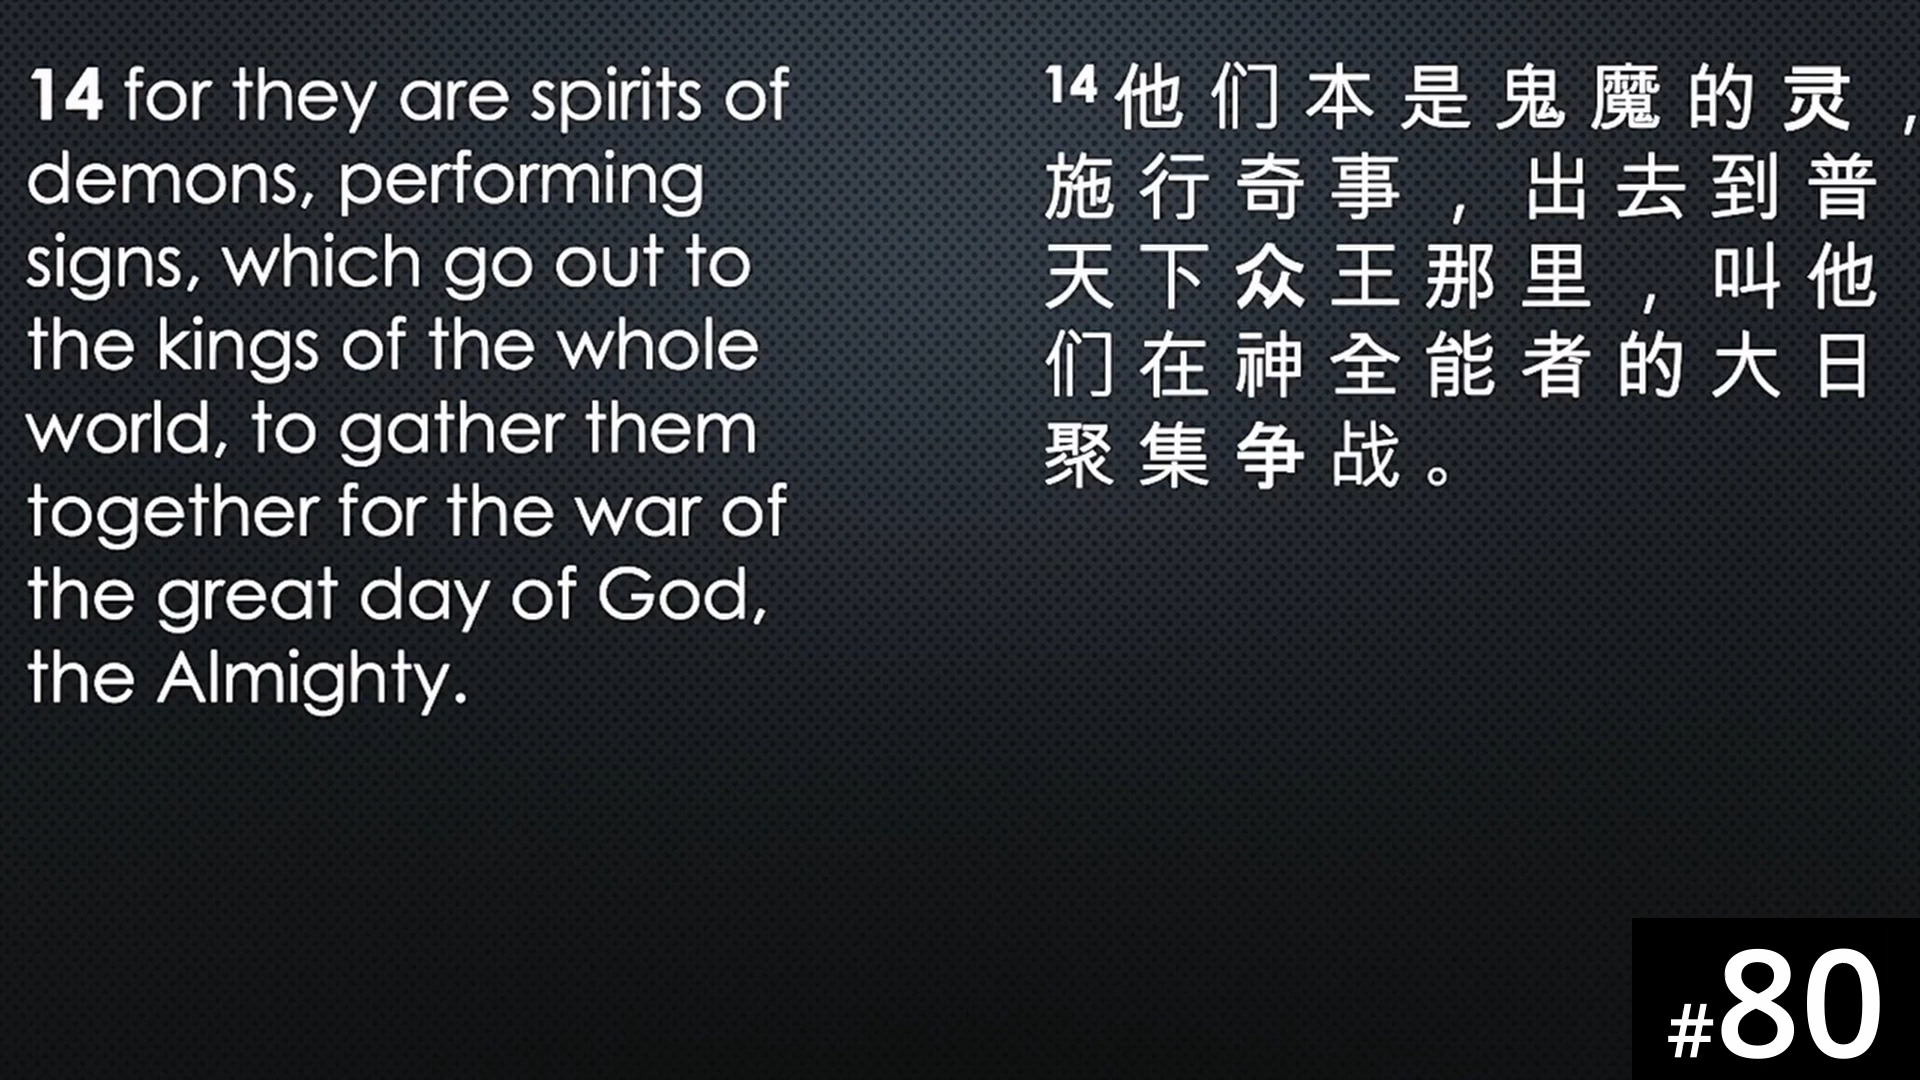 14 for they are spirits of
demons, performing
signs, which go out to
the kings of the whole
world, to gather them
together for the war of
the great day of God,
the Almighty.
14 他们本是鬼魔的灵，
施行奇事，出去到普
天下众王那里，叫他
们在神全能者的大日
聚集争战。
#80